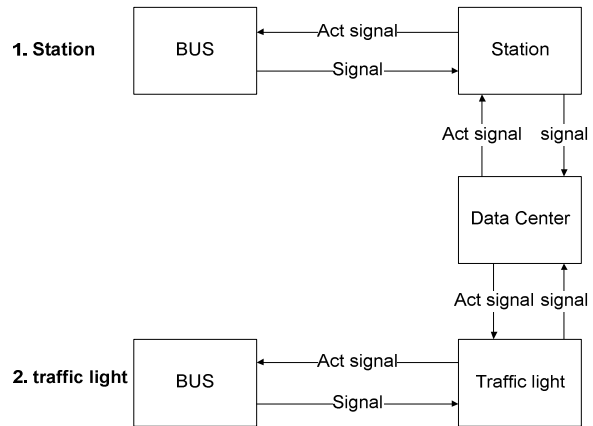 1. Station
BUS
Act signal
Signal
Station
Act signal
signal
Data Center
Act signal
signal
2. traffic light
BUS
Act signal
Signal
Traffic light